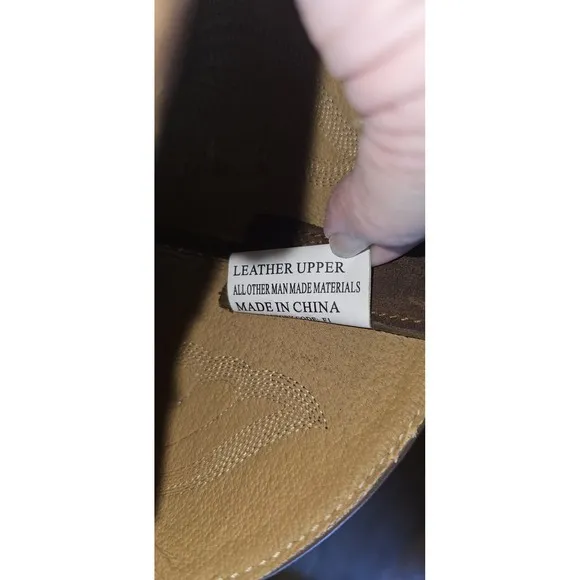 LEATHER UPPER
ALL OTHER MAN MADE MATERIALS
MADE IN CHINA